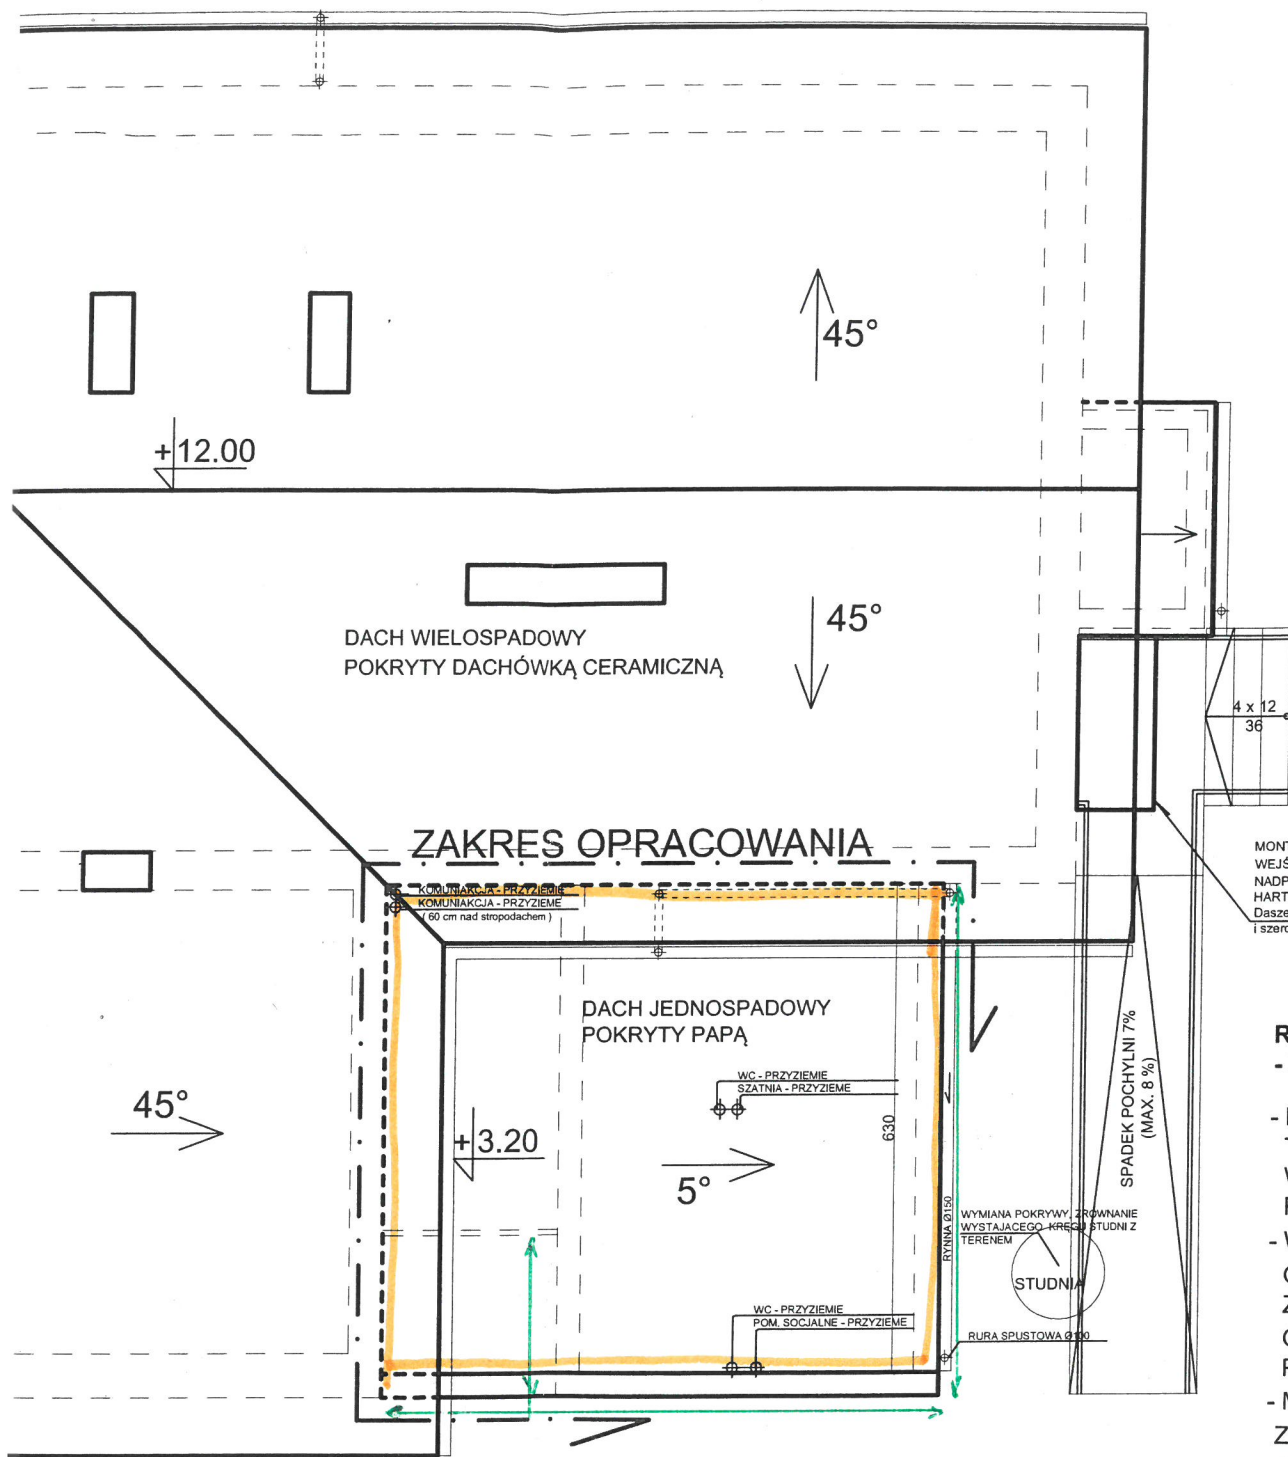 45°
+12.00
45°
DACH WIELOSPADOWY
POKRYTY DACHÓWKĄ CERAMICZNĄ
4 x 12
36
ZAKRES OPRACOWANIA
KOMUNIAKCJA - PRZYZIEMIE
KOMUNIAKCJA - PRZYZIEME
( 60 cm nad stropodachem )
MONT
WEJŚ
NADP
HART
Dasze
i szero
DACH JEDNOSPADOWY
POKRYTY PAPĄ
WC - PRZYZIEMIE
SZATNIA - PRZYZIEME
45°
+3.20
5°
630
RYNNA Ø150
SPADEK POCHYLNI 7%
(MAX. 8 %)
WYMIANA POKRYWY, ZRÓWNANIE
WYSTAJACEGO KRĘGU STUDNI Z
TERENEM
STUDNIA
WC - PRZYZIEMIE
POM. SOCJALNE - PRZYZIEME
RURA SPUSTOWA Ø100
R
-
-
-
Z
- M
Z